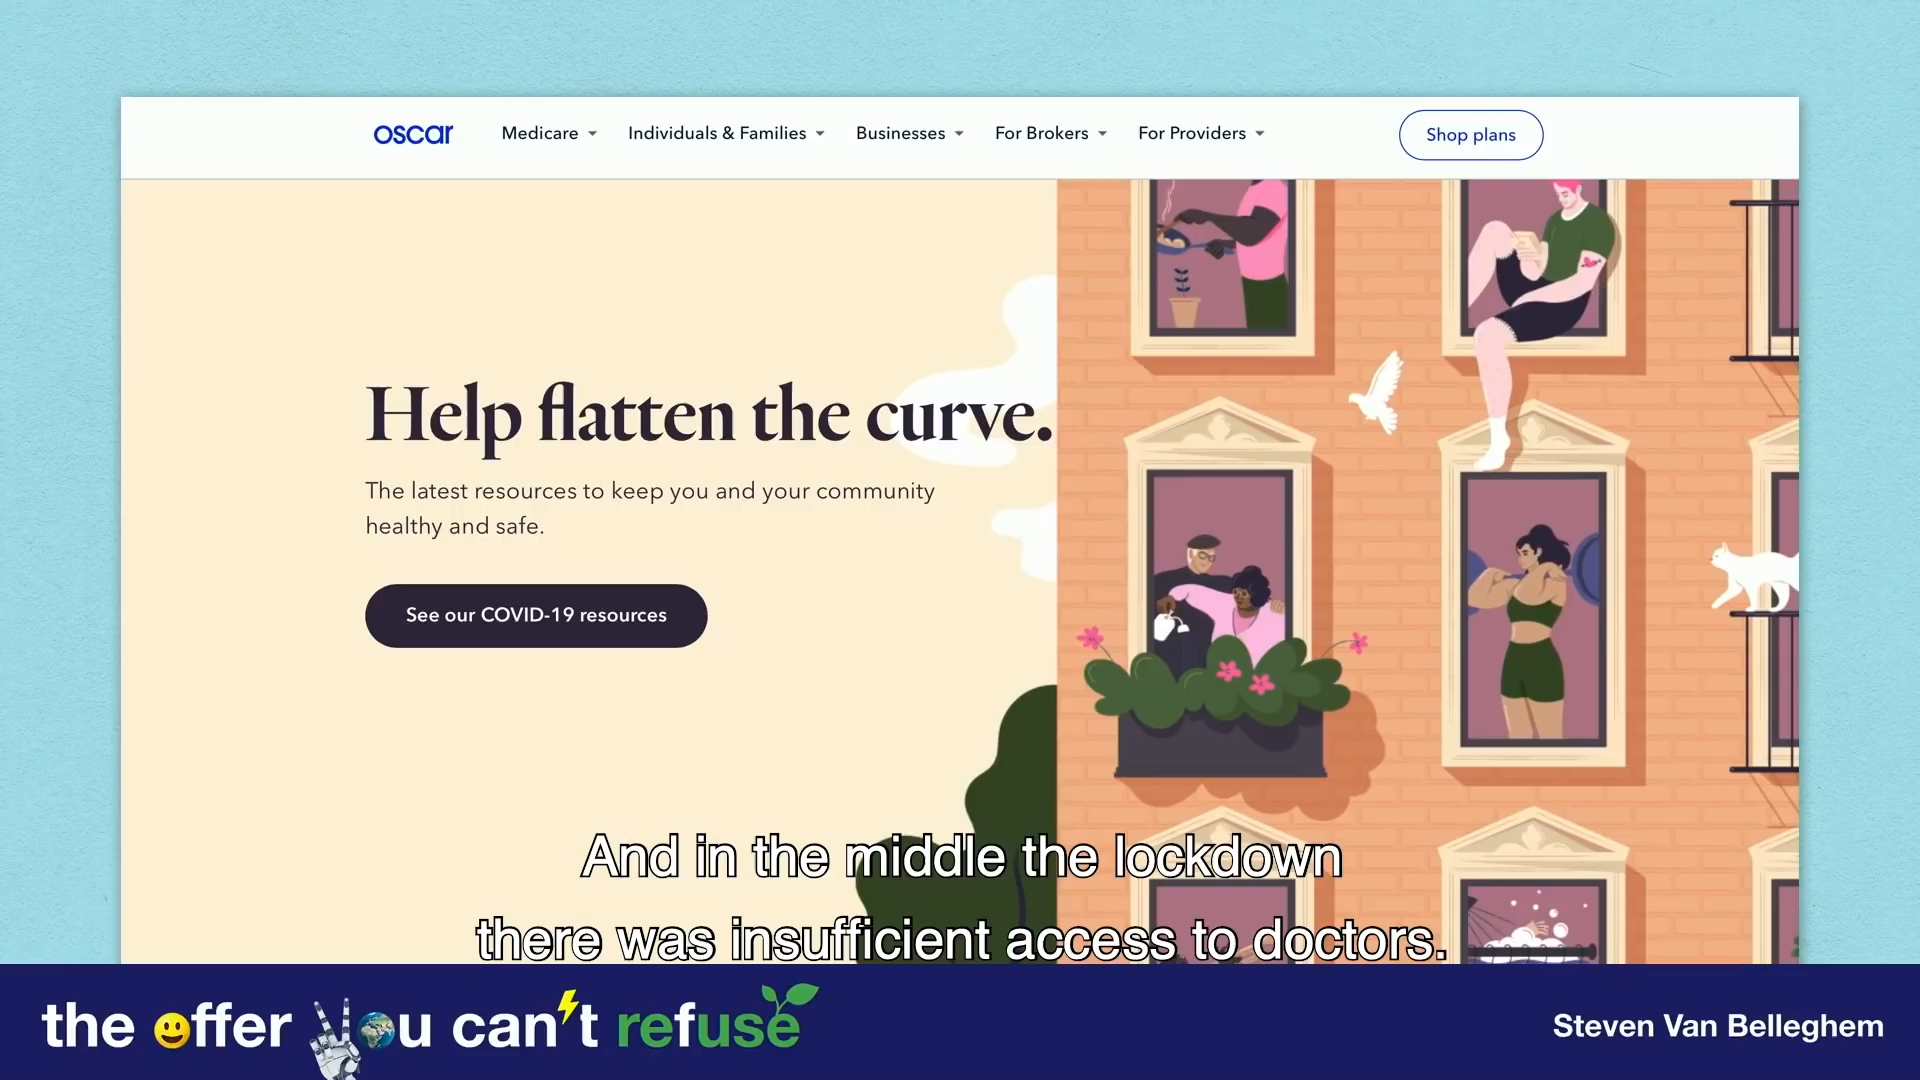 oscar
Medicare
Individuals & Families
Businesses
For Brokers
For Providers
Shop plans
Help flatten the curve.
The latest resources to keep you and your community
healthy and safe.
See our COVID-19 resources
And in the middle the lockdown
there was insufficient access to doctors.
the offer you can't refuse
Steven Van Belleghem